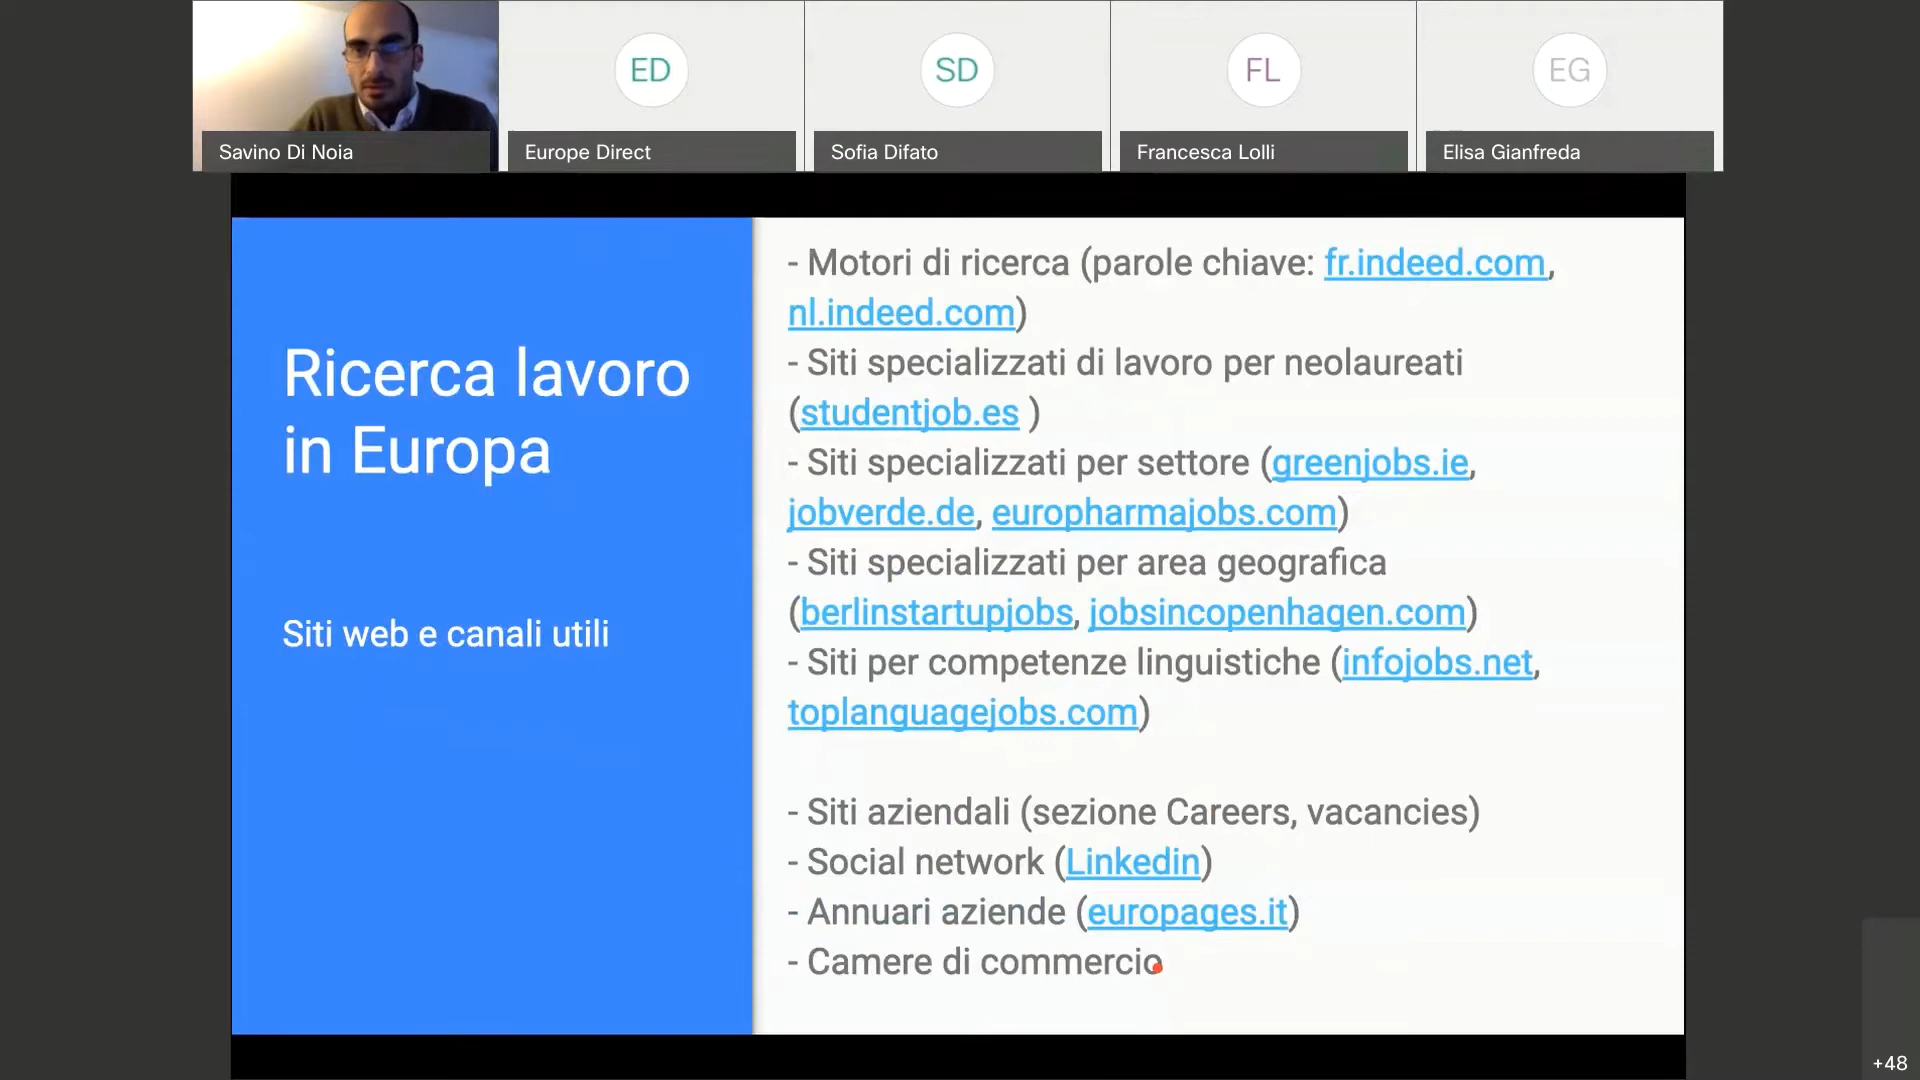 ED
SD
FL
EG
Savino Di Noia
Europe Direct
Sofia Difato
Francesca Lolli
Elisa Gianfreda
Ricerca lavoro
in Europa
Siti web e canali utili
- Motori di ricerca (parole chiave: fr.indeed.com,
nl.indeed.com)
- Siti specializzati di lavoro per neolaureati
(studentjob.es )
- Siti specializzati per settore (greenjobs.ie,
jobverde.de, europharmajobs.com)
- Siti specializzati per area geografica
(berlinstartupjobs, jobsincopenhagen.com)
- Siti per competenze linguistiche (infojobs.net,
toplanguagejobs.com)
- Siti aziendali (sezione Careers, vacancies)
- Social network (Linkedin)
- Annuari aziende (europages.it)
- Camere di commercio
+48